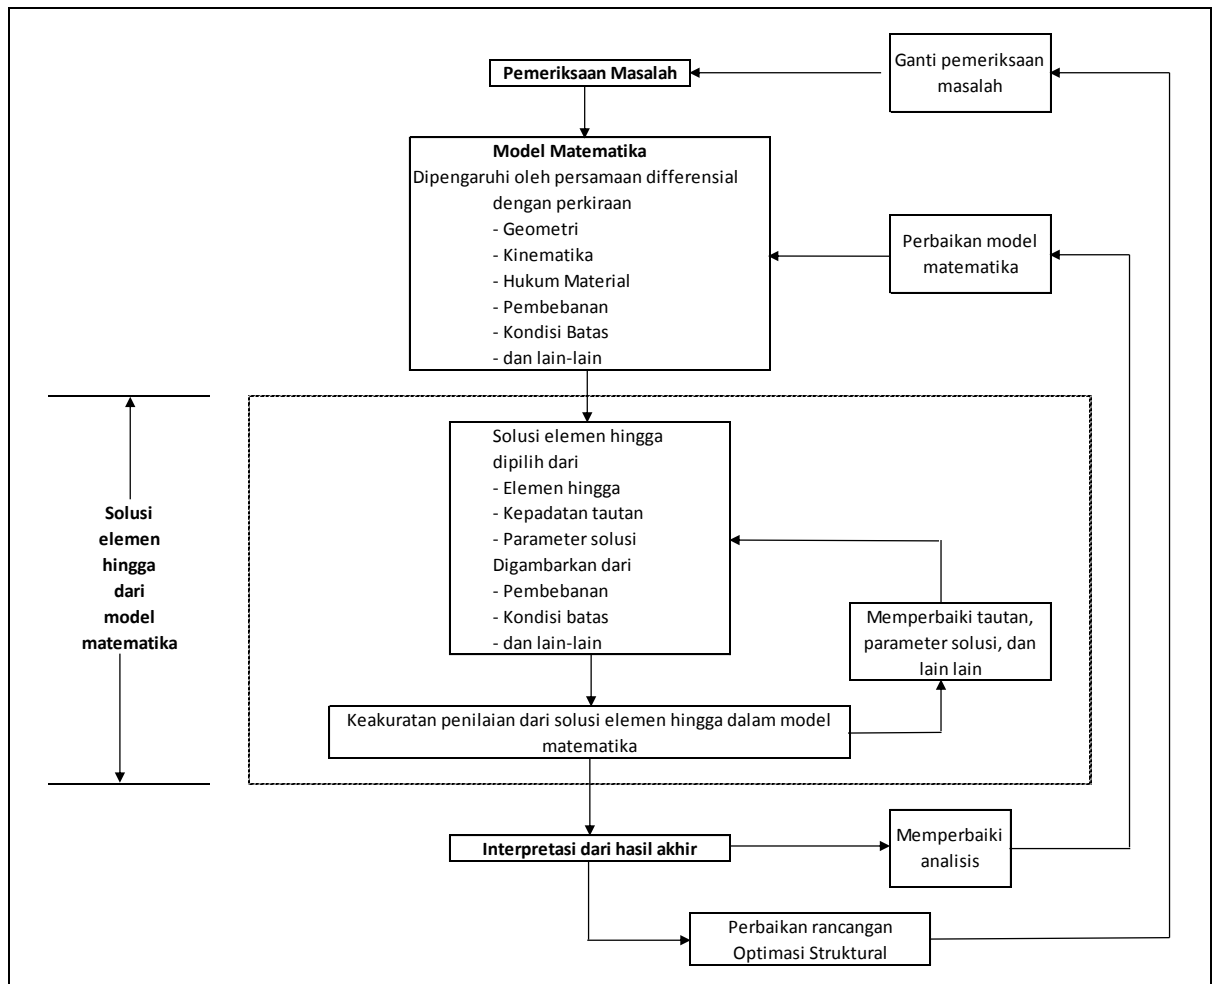 Pemeriksaan Masalah
Ganti pemeriksaan
masalah
Model Matematika
Dipengaruhi oleh persamaan differensial
dengan perkiraan
- Geometri
- Kinematika
- Hukum Material
- Pembebanan
- Kondisi Batas
- dan lain-lain
Perbaikan model
matematika
Solusi
elemen
hingga
dari
model
matematika
Solusi elemen hingga
dipilih dari
- Elemen hingga
- Kepadatan tautan
- Parameter solusi
Digambarkan dari
- Pembebanan
- Kondisi batas
- dan lain-lain
Memperbaiki tautan,
parameter solusi, dan
lain lain
Keakuratan penilaian dari solusi elemen hingga dalam model
matematika
Interpretasi dari hasil akhir
Memperbaiki
analisis
Perbaikan rancangan
Optimasi Struktural